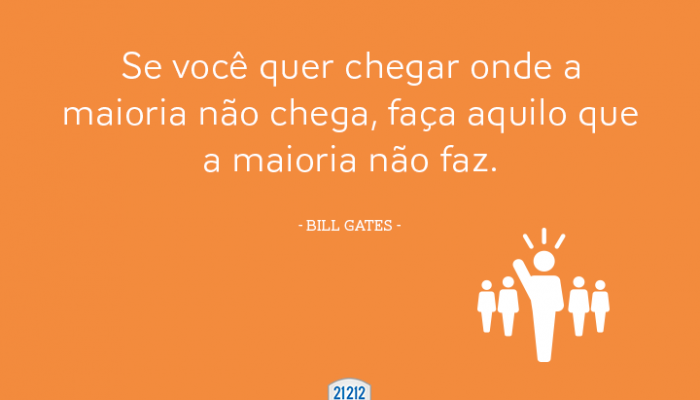 Se você quer chegar onde a
maioria não chega, faça aquilo que
a maioria não faz.
- BILL GATES -
21212